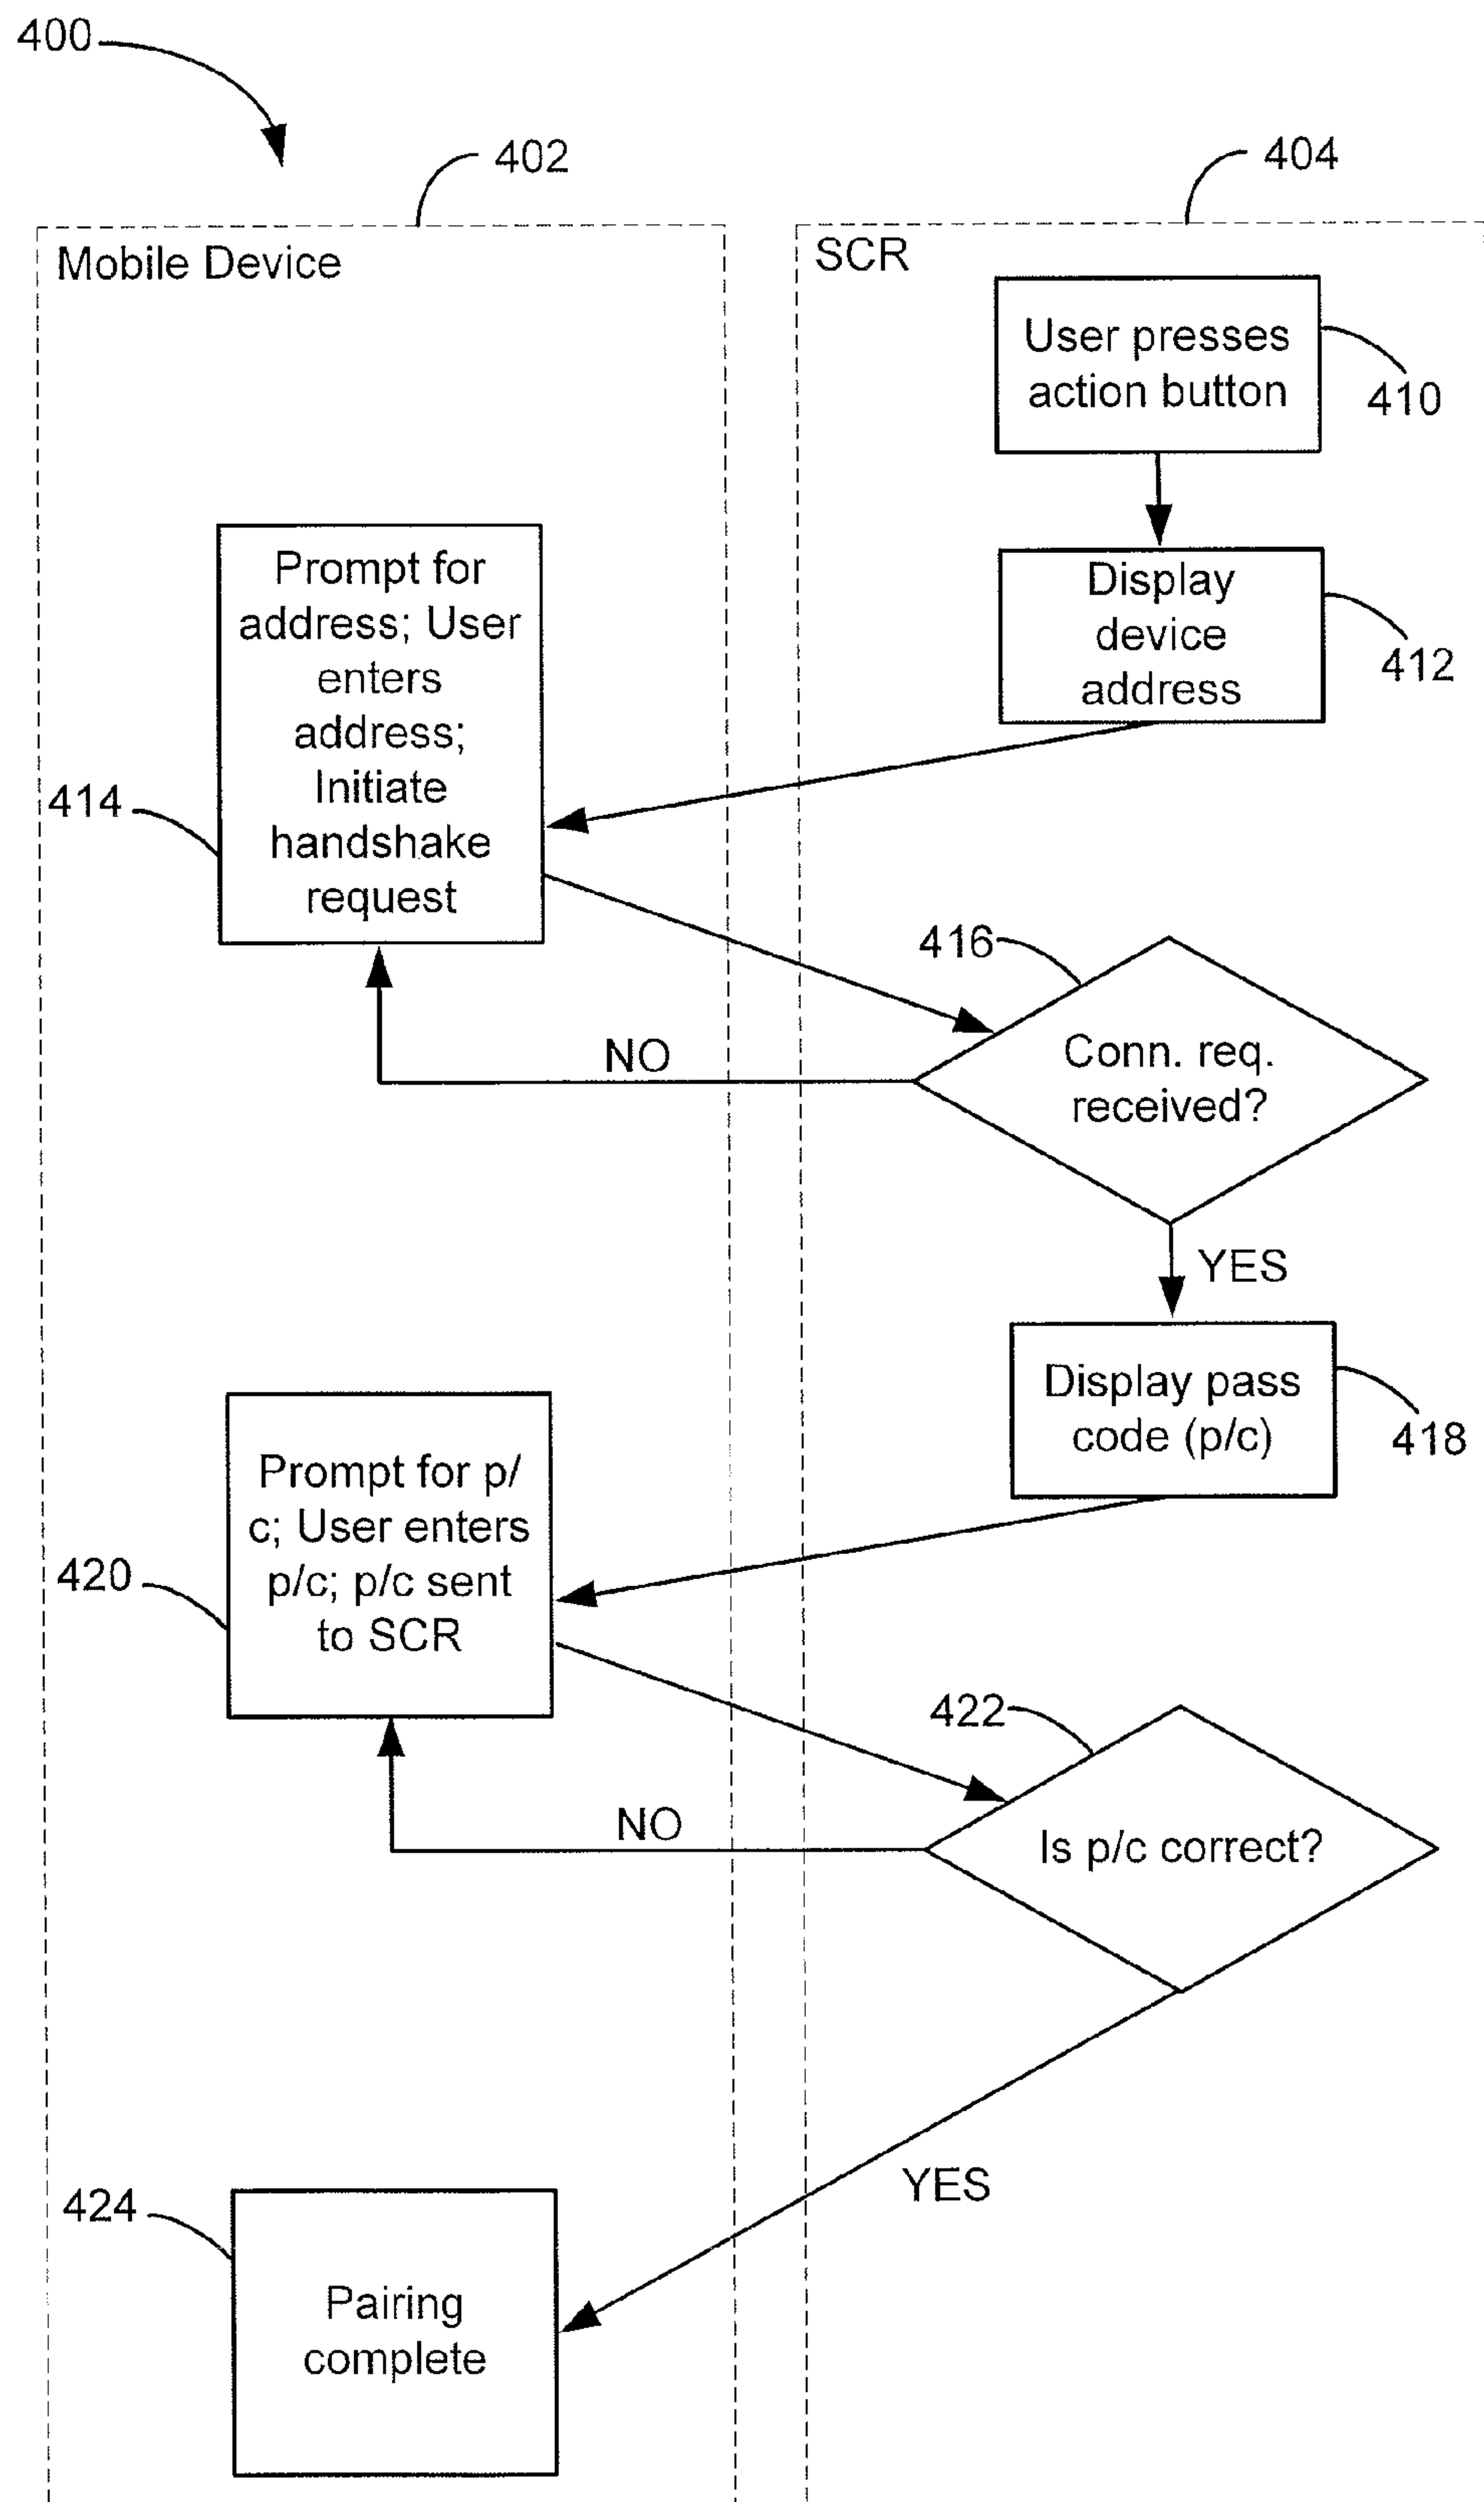 400
402
404
Mobile Device
SCR
User presses
action button
410
Display
device
address
412
Prompt for
address; User
enters
address;
Initiate
handshake
request
414
416
Conn. req.
received?
NO
YES
Display pass
code (p/c)
418
Prompt for p/
c; User enters
p/c; p/c sent
to SCR
420
422
Is p/c correct?
NO
YES
424
Pairing
complete